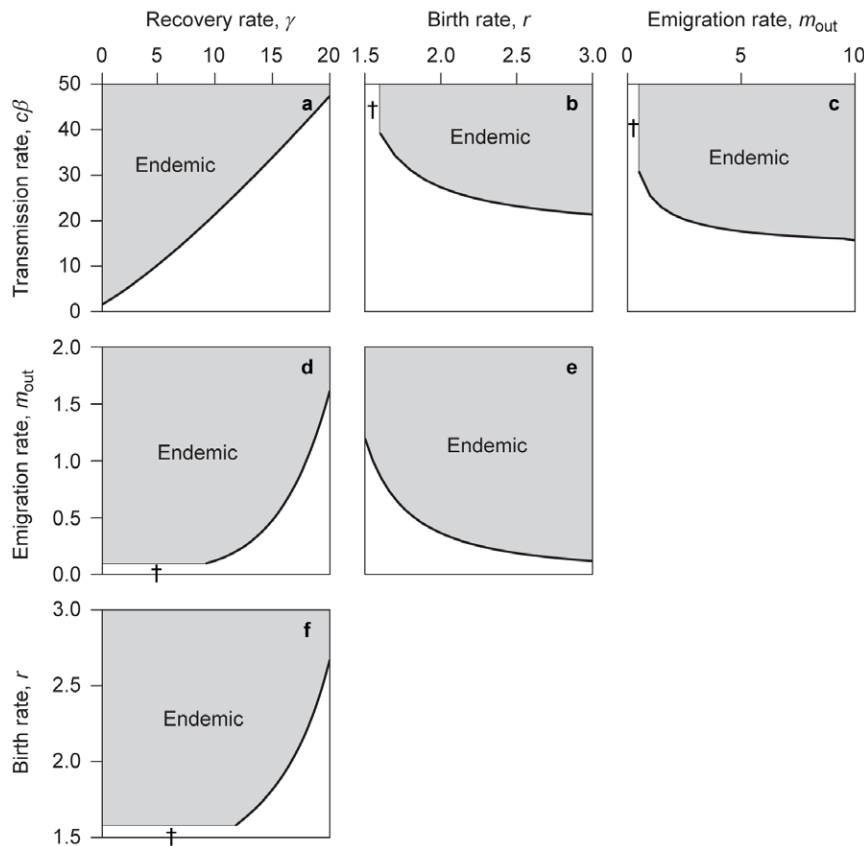 Recovery rate, γ Birth rate, r Emigration rate, mout
0 5 10 15 20 1.5 2.0 2.5 3.0 0 5 10
Transmission rate, cβ
50
40
30
20
10
0
a
Endemic
†
b
Endemic
†
c
Endemic
Emigration rate, mout
2.0
1.5
1.0
0.5
0.0
d
Endemic
†
e
Endemic
Birth rate, r
3.0
2.5
2.0
1.5
f
Endemic
†